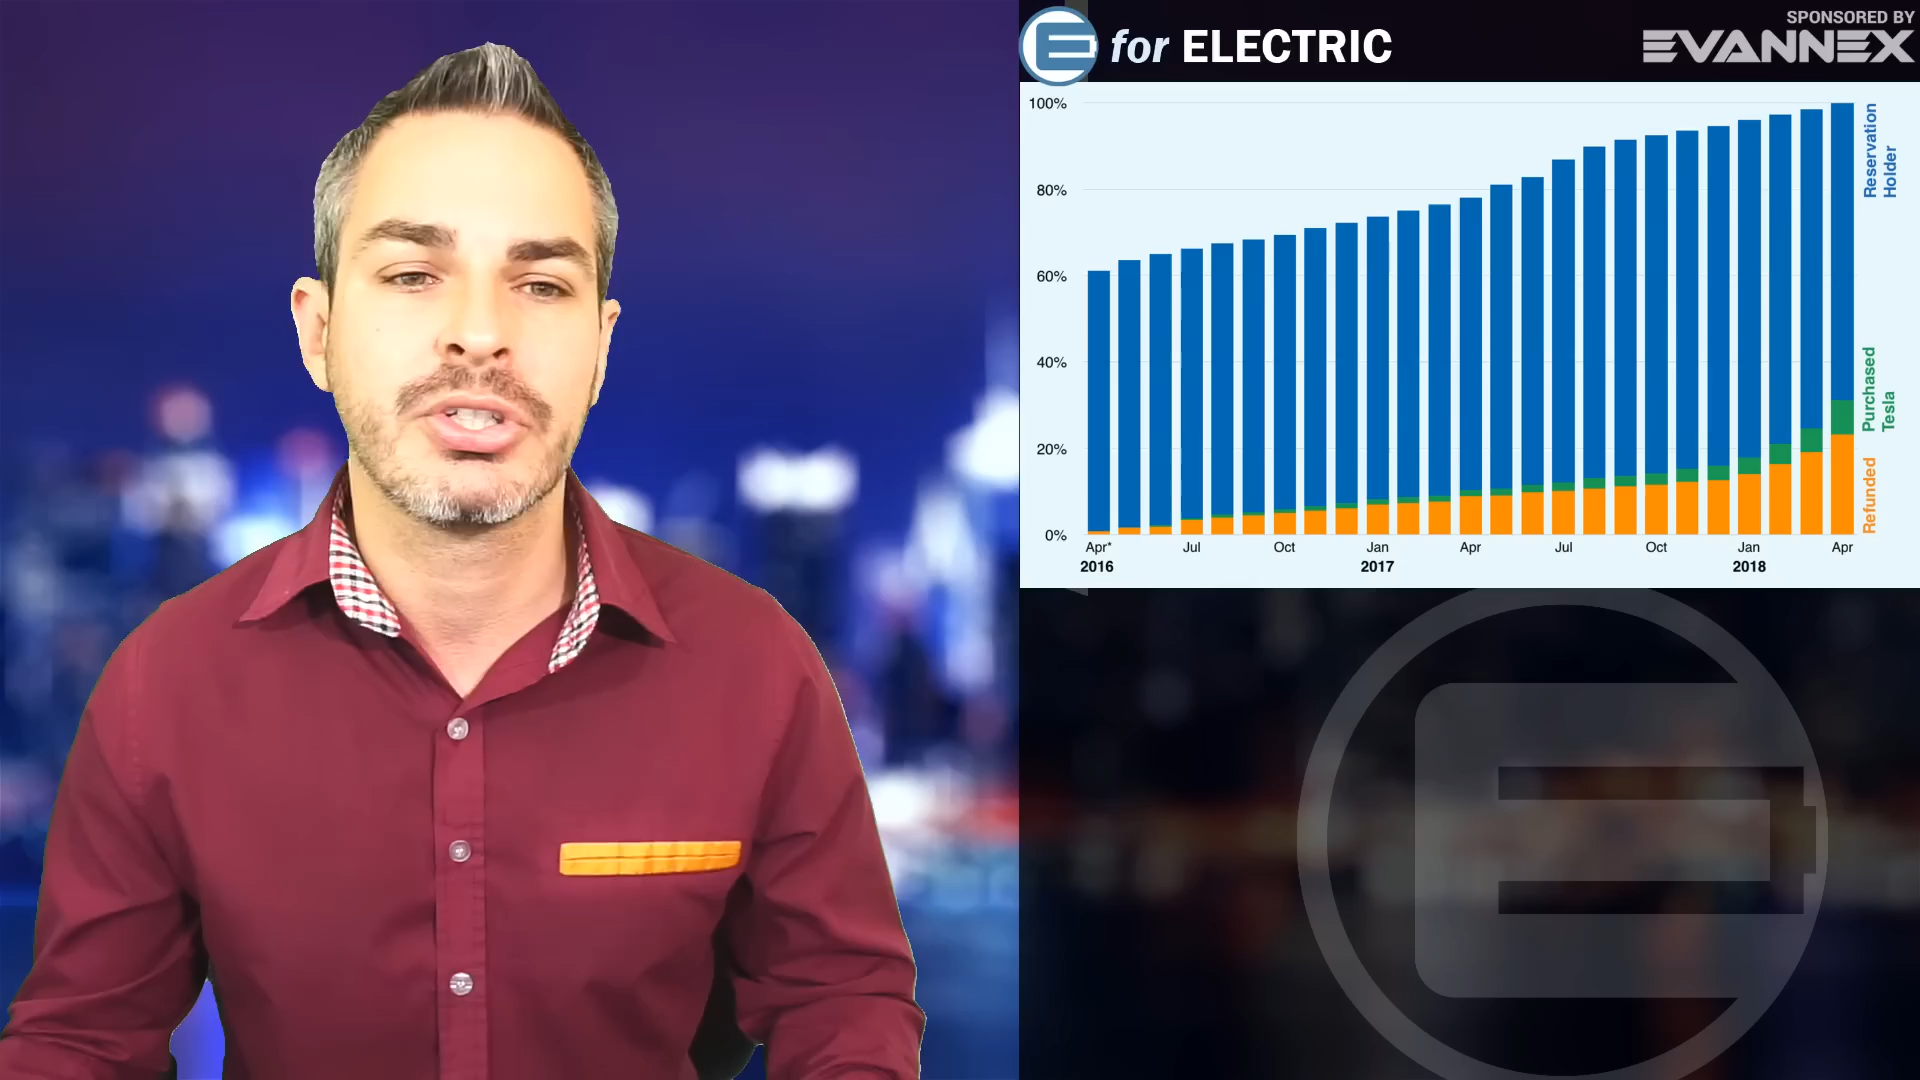 for ELECTRIC
SPONSORED BY
EVANNEX
100%
80%
60%
40%
20%
0%
Reservation
Holder
Purchased
Tesla
Refunded
Apr* Jul Oct Jan Apr Jul Oct Jan Apr
2016 2017 2018